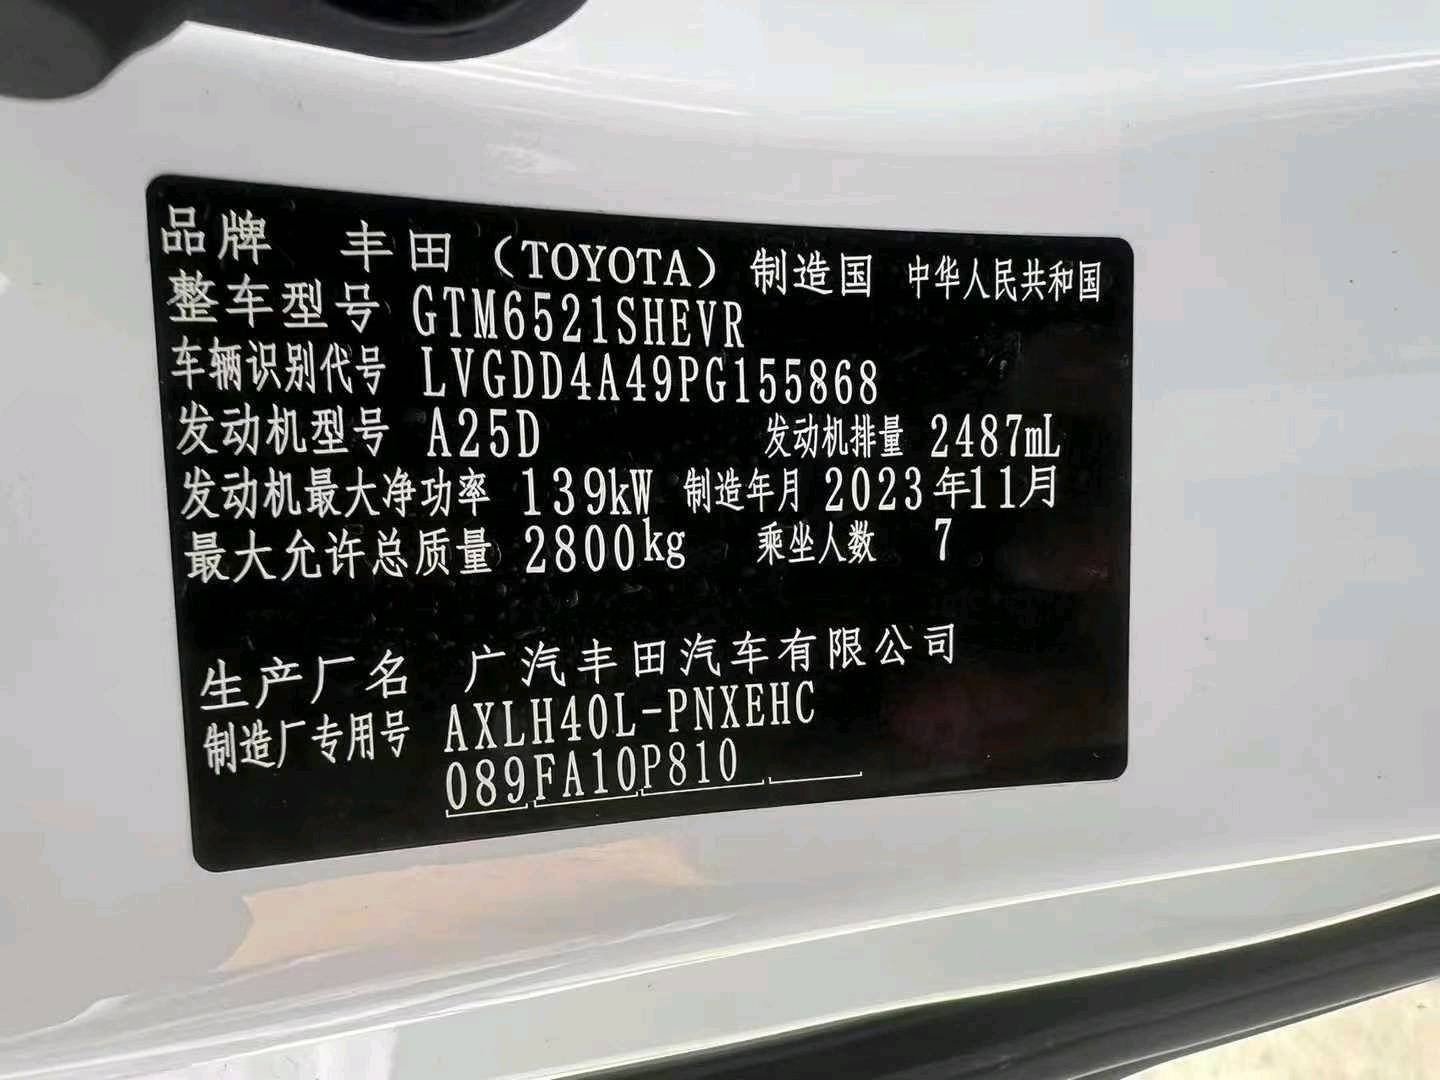 品牌 丰田（TOYOTA）制造国 中华人民共和国
整车型号 GTM6521SHEVR
车辆识别代号 LVGDD4A49PG155868
发动机型号 A25D 发动机排量 2487mL
发动机最大净功率 139kW 制造年月 2023年11月
最大允许总质量 2800kg 乘坐人数 7
生产厂名 广汽丰田汽车有限公司
制造厂专用号 AXLH40L-PNXEHC
089FA10P810